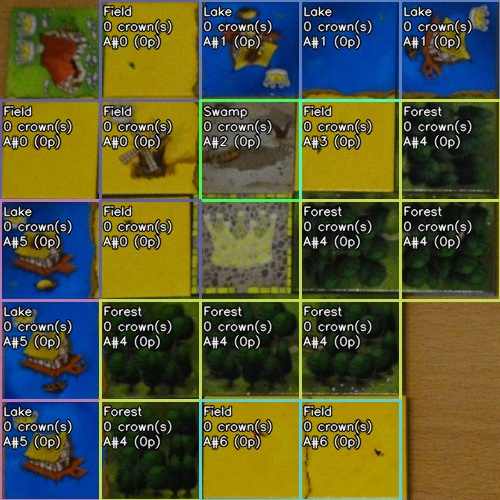 Field
0 crown(s)
A#0 (0p)
Lake
0 crown(s)
A#1 (0p)
Lake
0 crown(s)
A#1 (0p)
Lake
0 crown(s)
A#1 (0p)
Field
0 crown(s)
A#0 (0p)
Field
0 crown(s)
A#0 (0p)
Swamp
0 crown(s)
A#2 (0p)
Field
0 crown(s)
A#3 (0p)
Forest
0 crown(s)
A#4 (0p)
Lake
0 crown(s)
A#5 (0p)
Field
0 crown(s)
A#0 (0p)
Forest
0 crown(s)
A#4 (0p)
Forest
0 crown(s)
A#4 (0p)
Lake
0 crown(s)
A#5 (0p)
Forest
0 crown(s)
A#4 (0p)
Forest
0 crown(s)
A#4 (0p)
Forest
0 crown(s)
A#4 (0p)
Lake
0 crown(s)
A#5 (0p)
Forest
0 crown(s)
A#4 (0p)
Field
0 crown(s)
A#6 (0p)
Field
0 crown(s)
A#6 (0p)